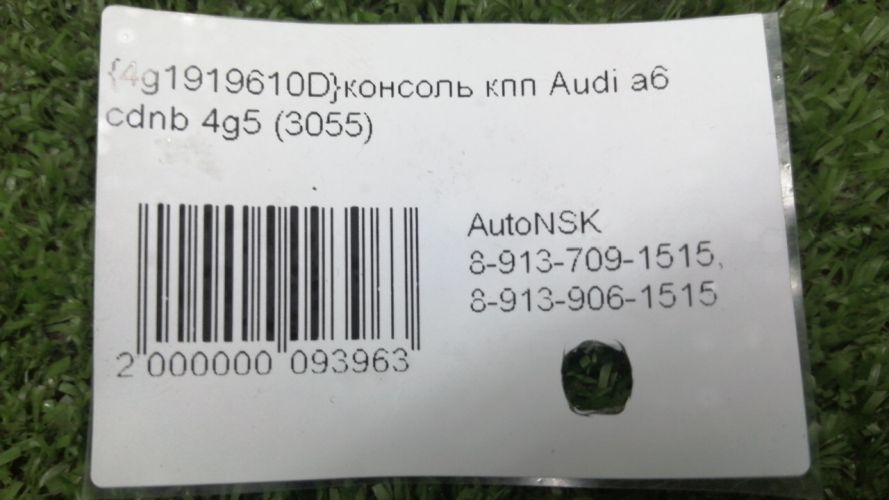 {4g1919610D}консоль кпп Audi a6
cdnb 4g5 (3055)
AutoNSK
8-913-709-1515,
8-913-906-1515
2 000000 093963